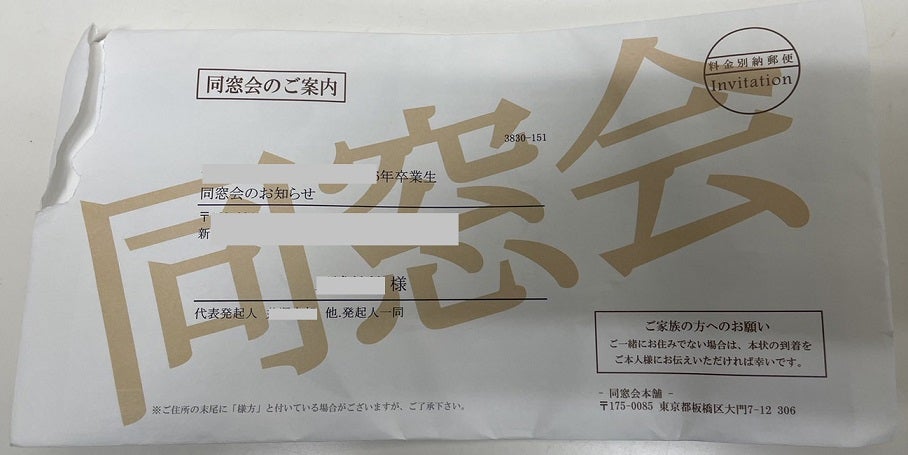 同窓会
同窓会のご案内
料金別納郵便
Invitation
3830-151
年卒業生
同窓会のお知らせ
〒
新
様
代表発起人 他.発起人一同
ご家族の方へのお願い
ご一緒にお住みでない場合は、本状の到着を
ご本人様にお伝えいただければ幸いです。
※ご住所の末尾に「様方」と付いている場合がございますが、ご了承下さい。
- 同窓会本舗 -
〒175-0085 東京都板橋区大門7-12 306